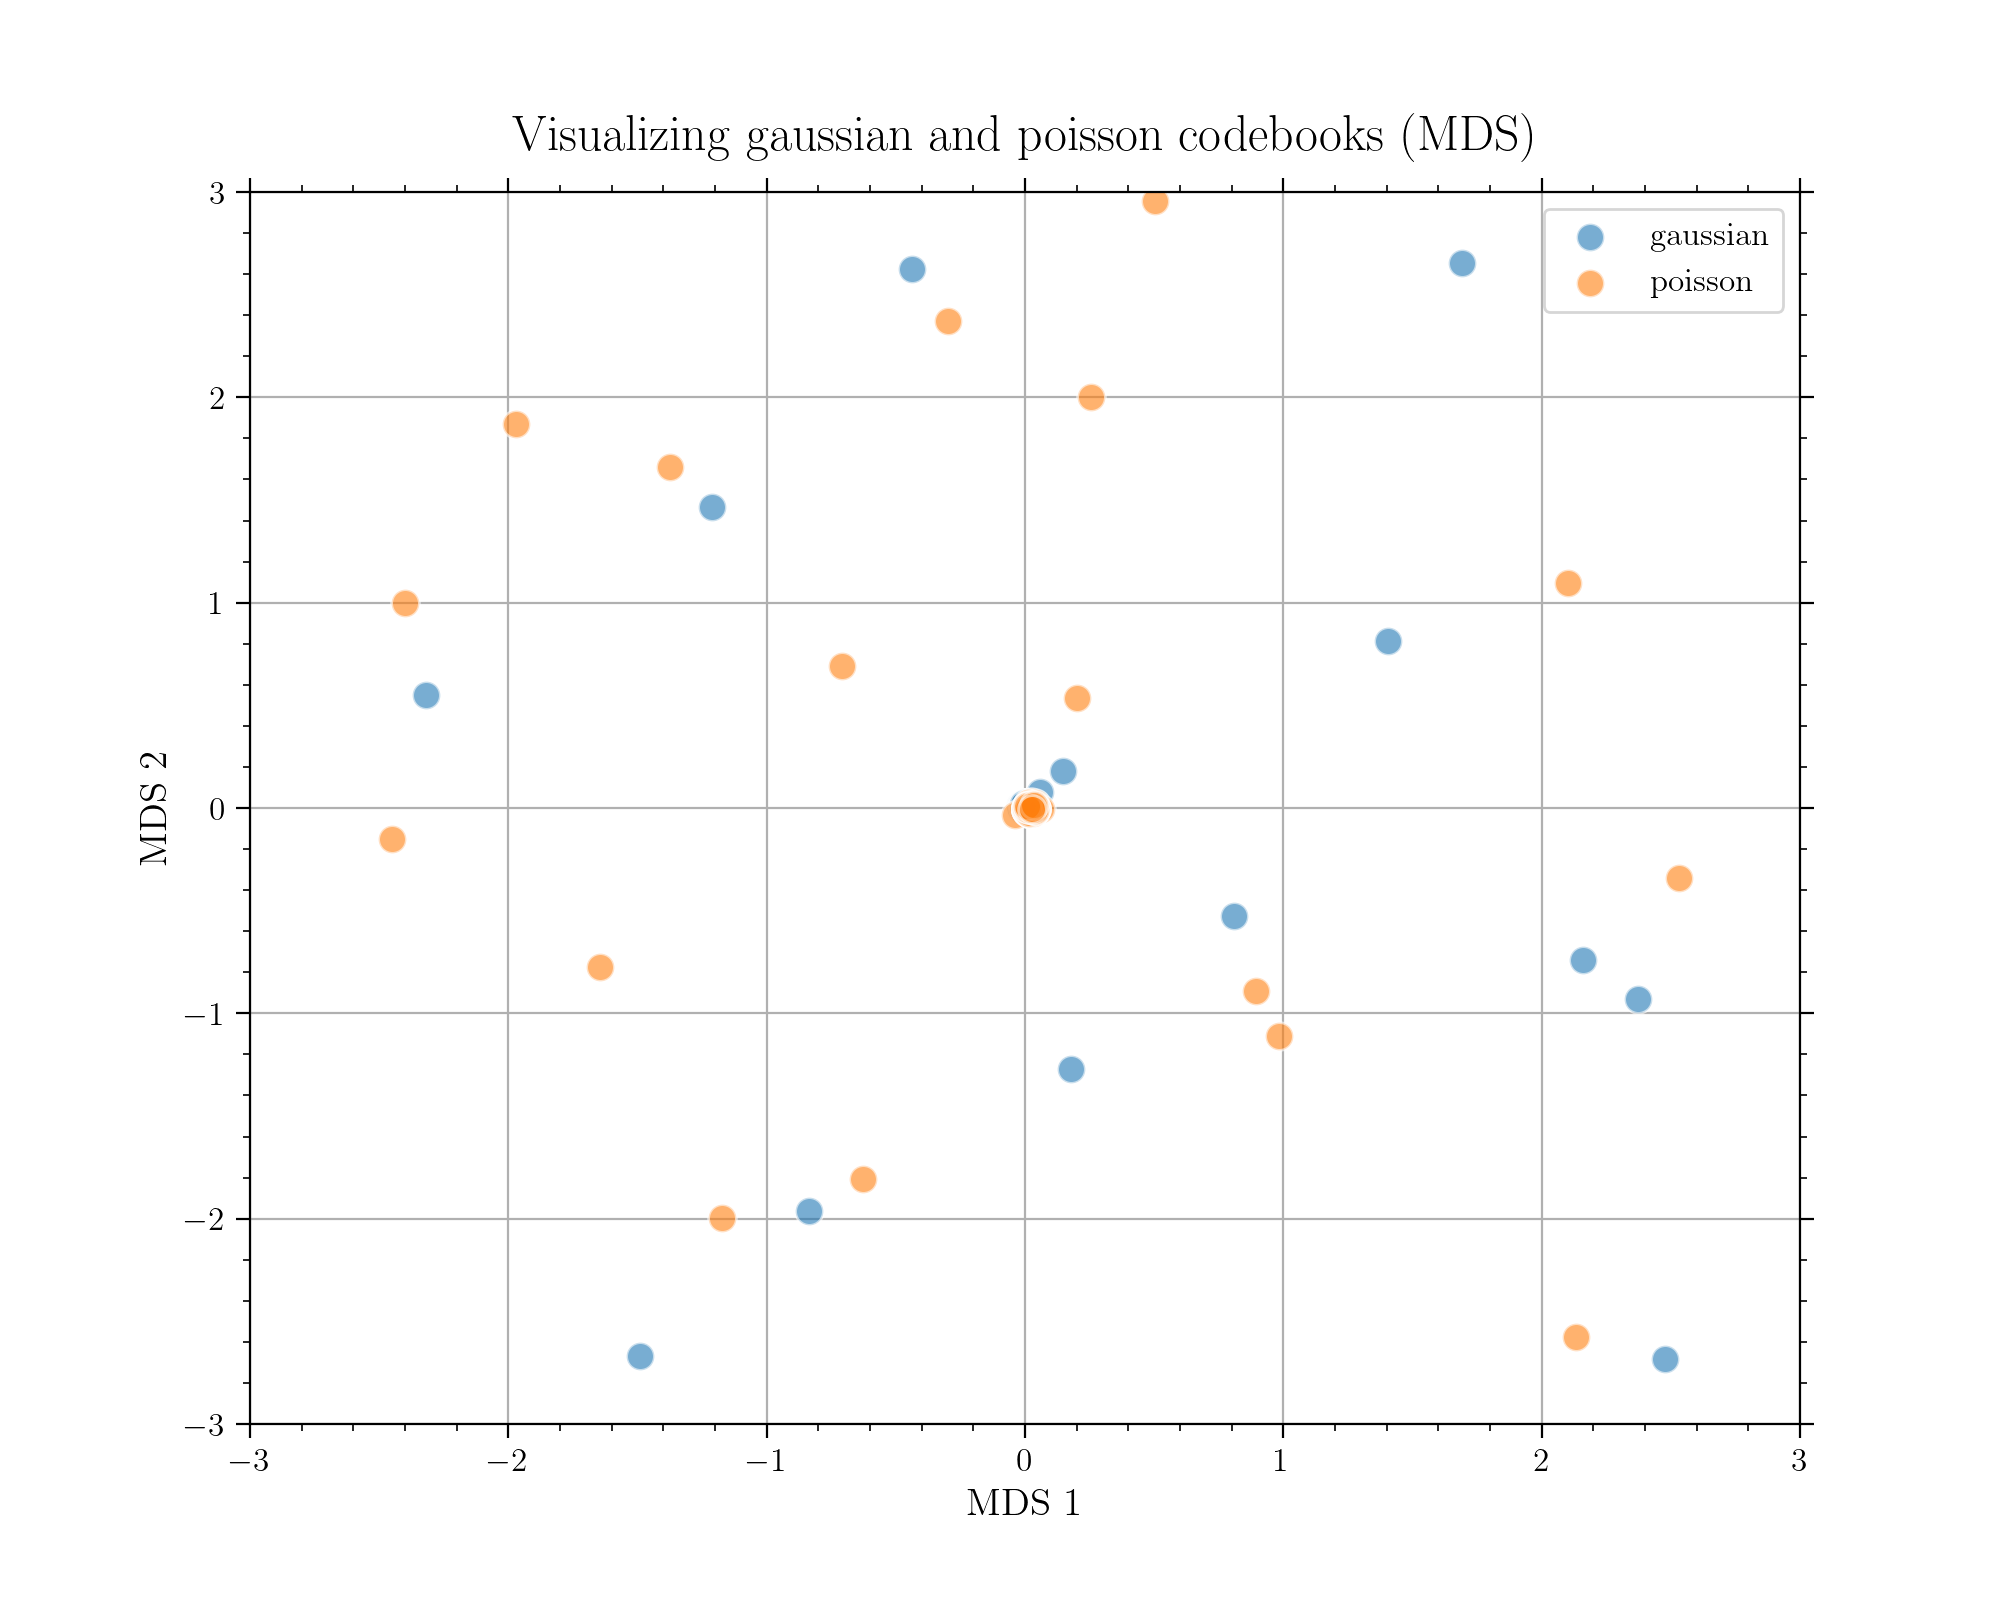 Visualizing gaussian and poisson codebooks (MDS)
3
2
1
0
−1
−2
−3
MDS 2
gaussian
poisson
−3 −2 −1 0 1 2 3
MDS 1